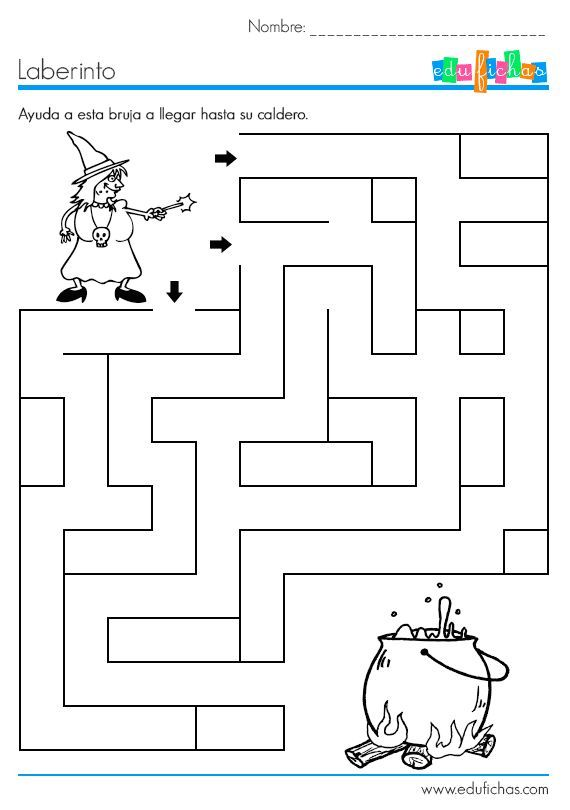 Nombre: ___________________________
Laberinto
edufichas
Ayuda a esta bruja a llegar hasta su caldero.
www.edufichas.com